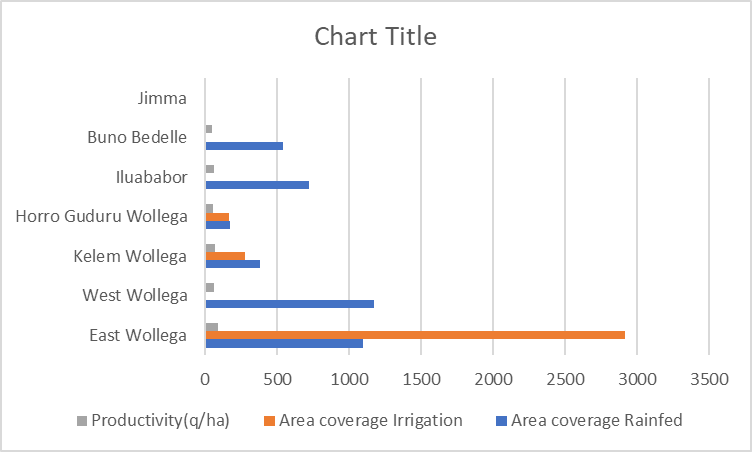 Chart Title
Jimma
Buno Bedelle
Iluababor
Horro Guduru Wollega
Kelem Wollega
West Wollega
East Wollega
0 500 1000 1500 2000 2500 3000 3500
Productivity(q/ha) Area coverage Irrigation Area coverage Rainfed